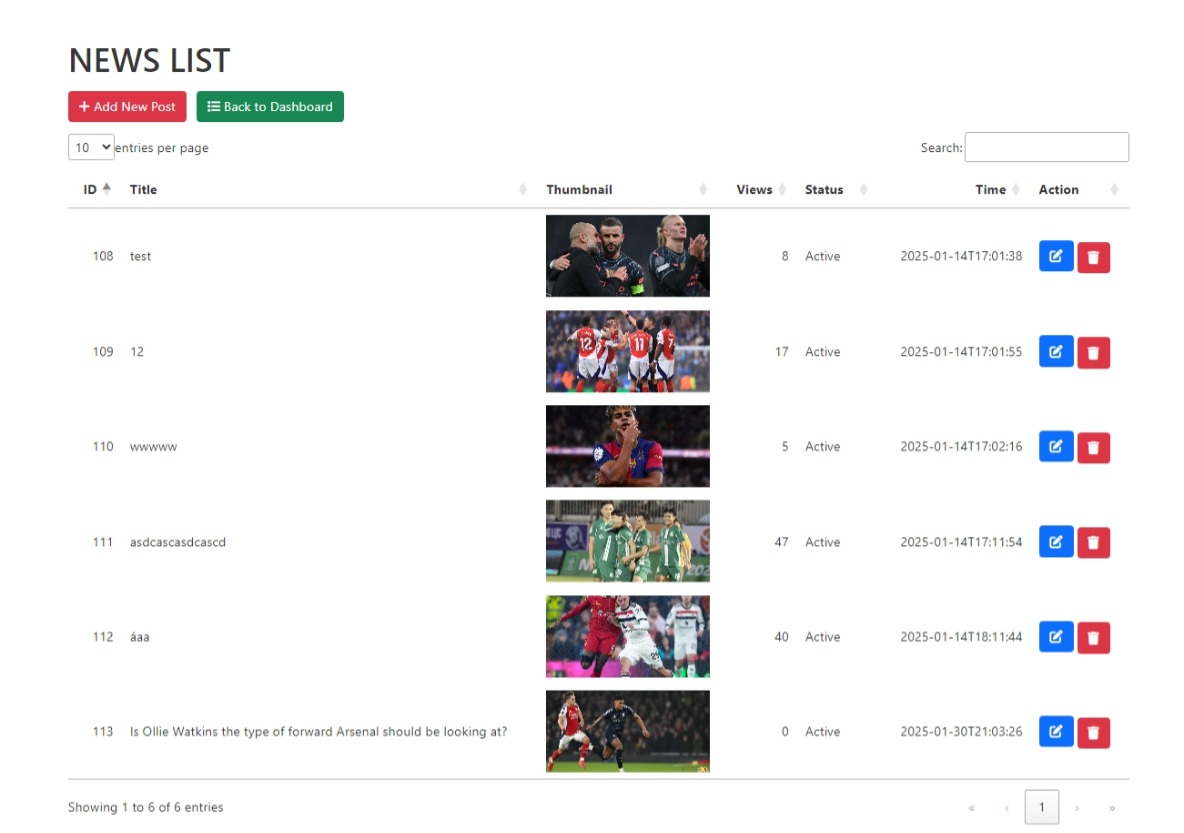 NEWS LIST
Add New Post Back to Dashboard
10 entries per page Search:
ID Title Thumbnail Views Status Time Action
108 test 8 Active 2025-01-14T17:01:38
109 12 17 Active 2025-01-14T17:01:55
12 11 7
110 wwwww 5 Active 2025-01-14T17:02:16
111 asdcascasdcascd 47 Active 2025-01-14T17:11:54
112 áaa 40 Active 2025-01-14T18:11:44
113 Is Ollie Watkins the type of forward Arsenal should be looking at? 0 Active 2025-01-30T21:03:26
Showing 1 to 6 of 6 entries « ‹ 1 › »